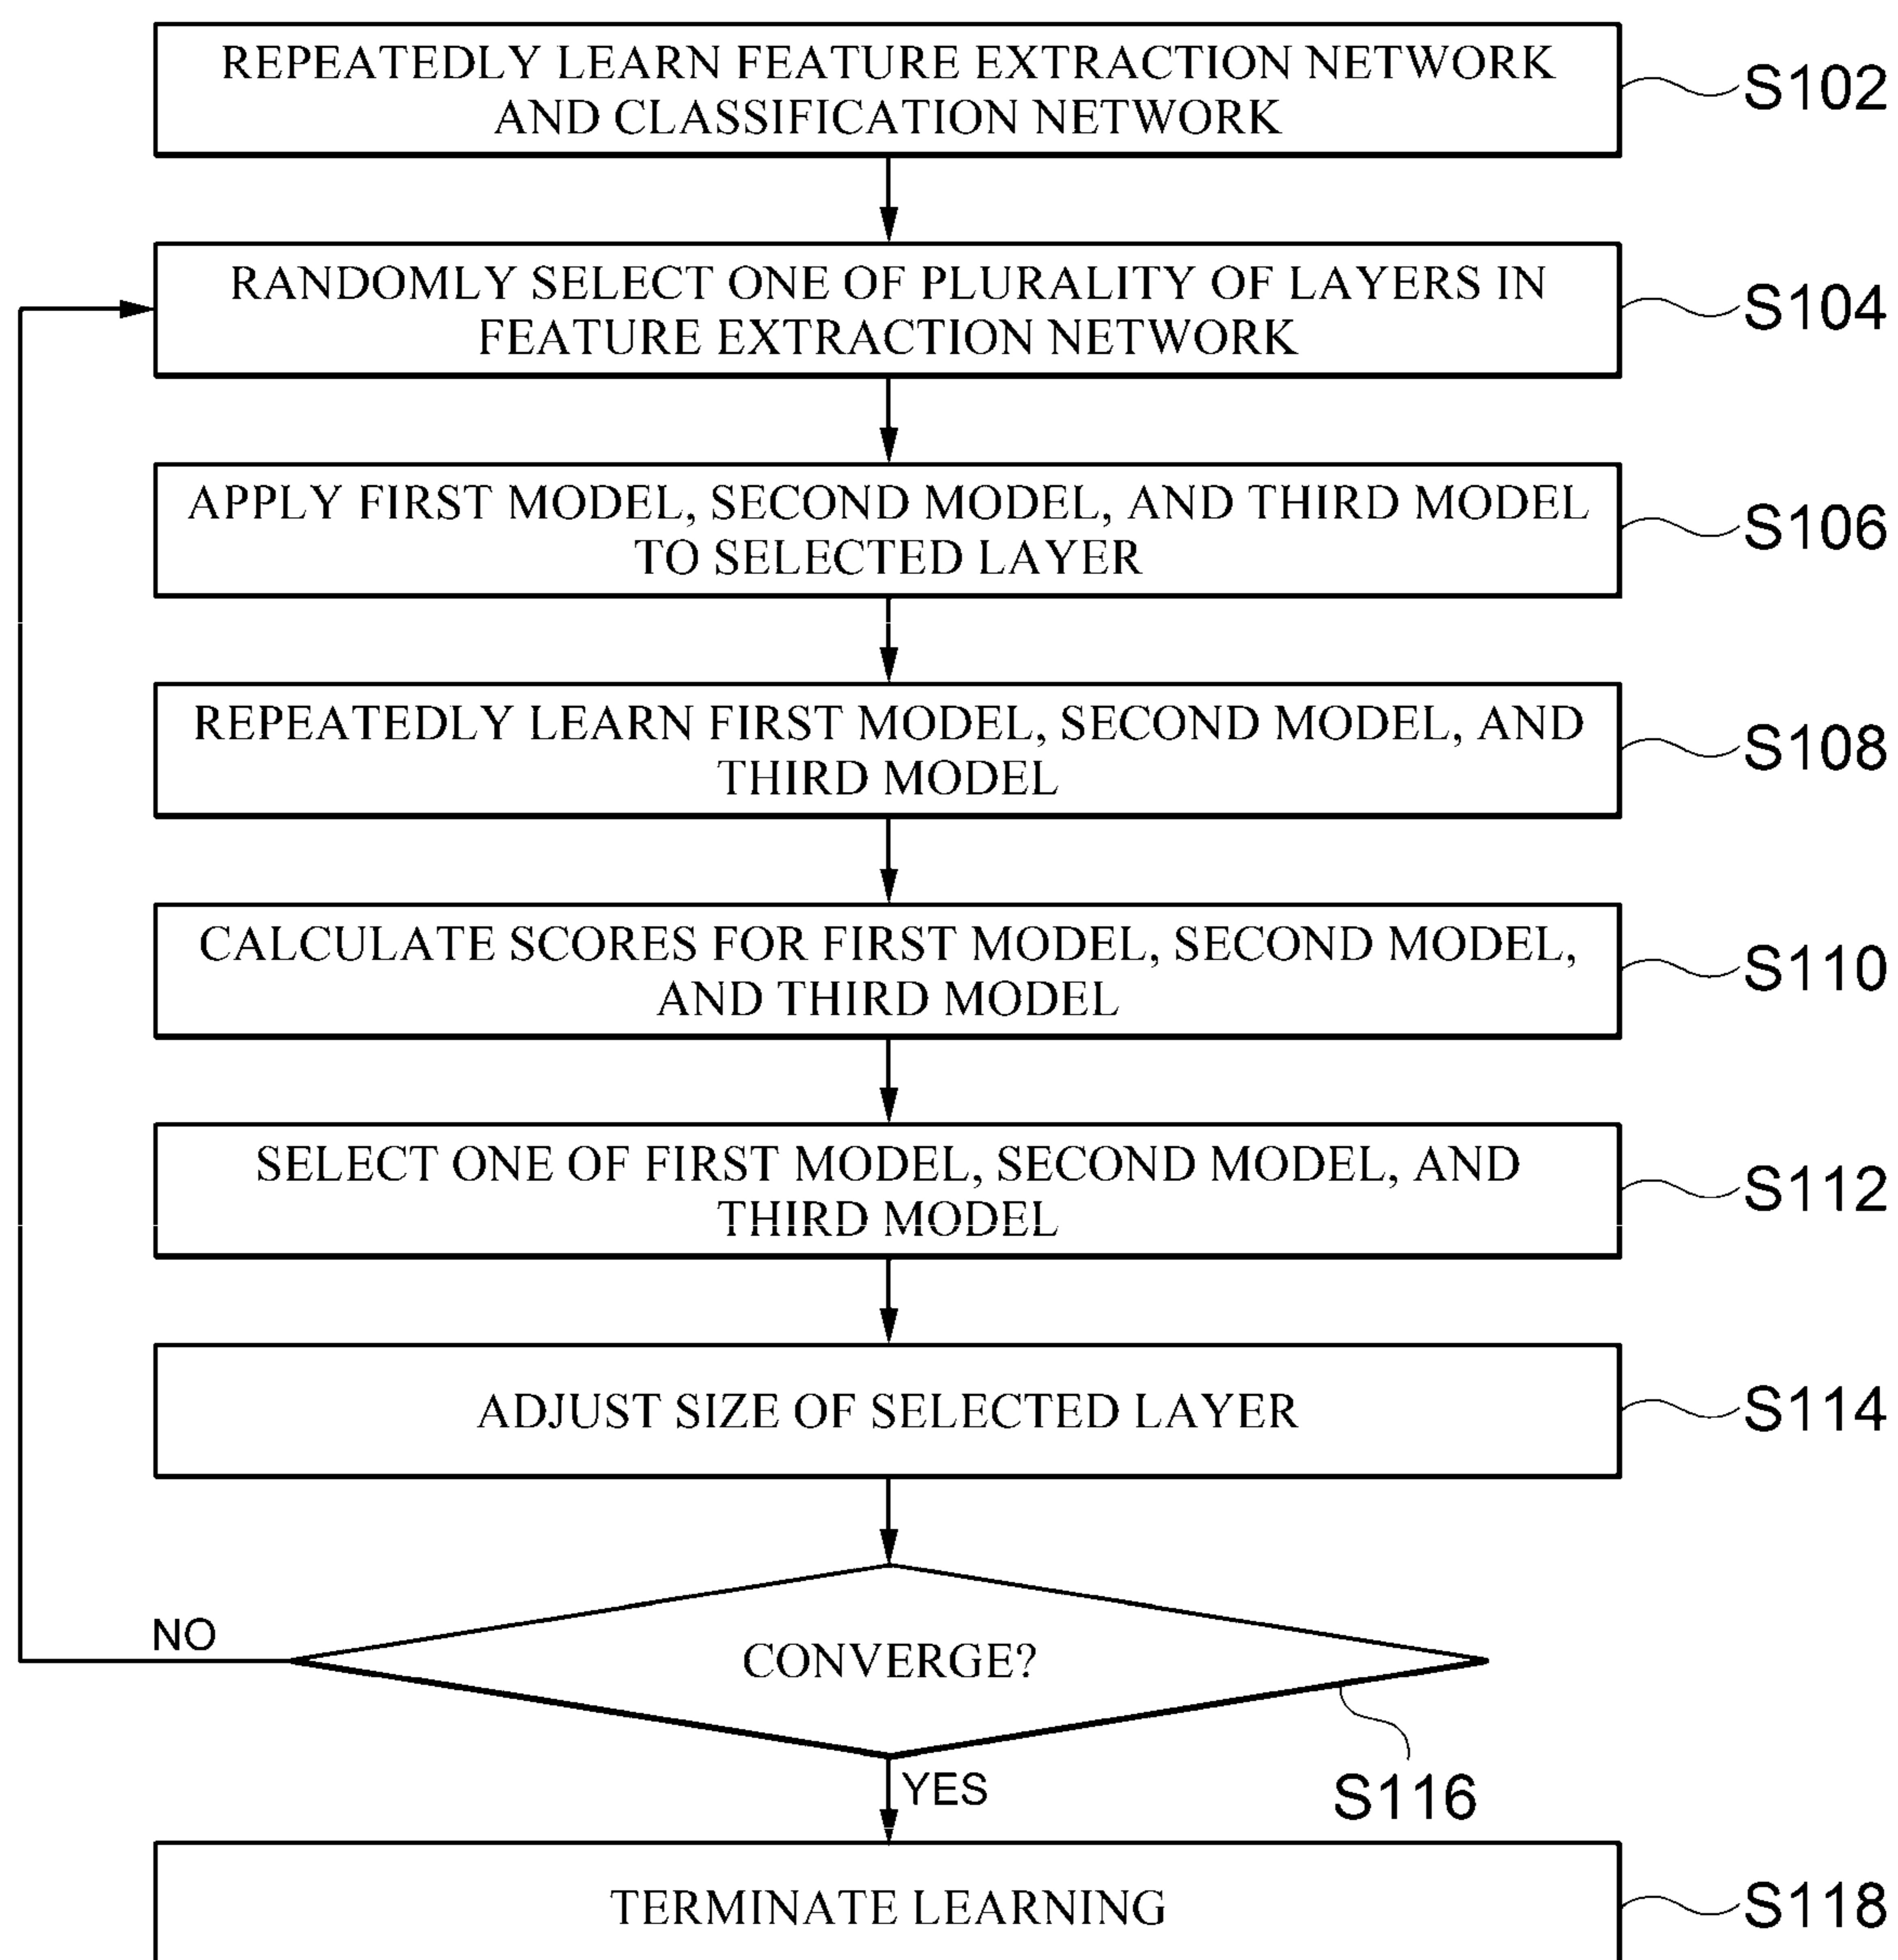 REPEATEDLY LEARN FEATURE EXTRACTION NETWORK
AND CLASSIFICATION NETWORK
S102
RANDOMLY SELECT ONE OF PLURALITY OF LAYERS IN
FEATURE EXTRACTION NETWORK
S104
APPLY FIRST MODEL, SECOND MODEL, AND THIRD MODEL
TO SELECTED LAYER
S106
REPEATEDLY LEARN FIRST MODEL, SECOND MODEL, AND
THIRD MODEL
S108
CALCULATE SCORES FOR FIRST MODEL, SECOND MODEL,
AND THIRD MODEL
S110
SELECT ONE OF FIRST MODEL, SECOND MODEL, AND
THIRD MODEL
S112
ADJUST SIZE OF SELECTED LAYER
S114
NO
CONVERGE?
YES
S116
TERMINATE LEARNING
S118